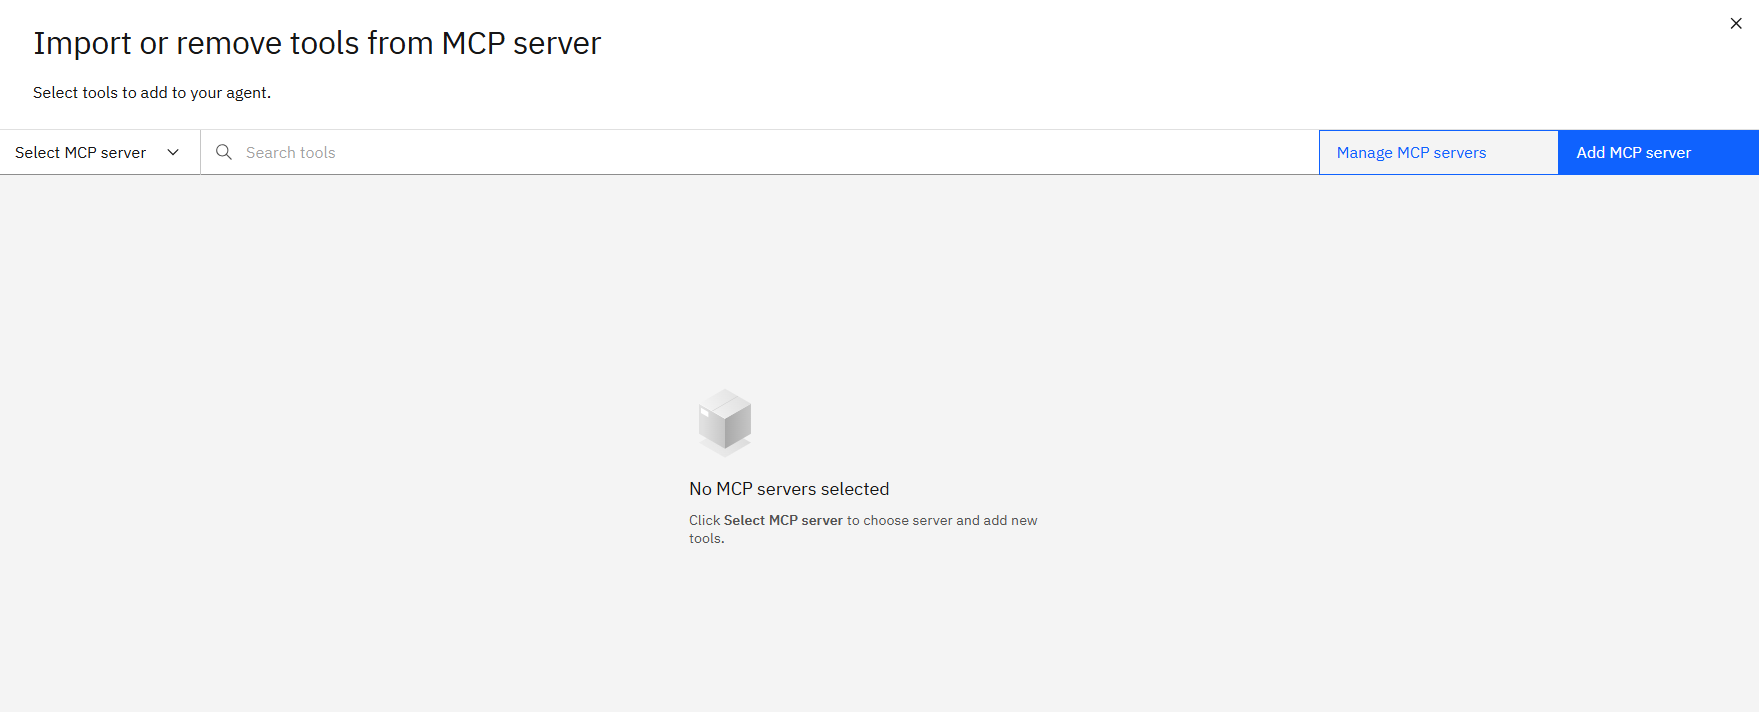 Import or remove tools from MCP server
Select tools to add to your agent.
Select MCP server
Search tools
Manage MCP servers
Add MCP server
No MCP servers selected
Click Select MCP server to choose server and add new
tools.